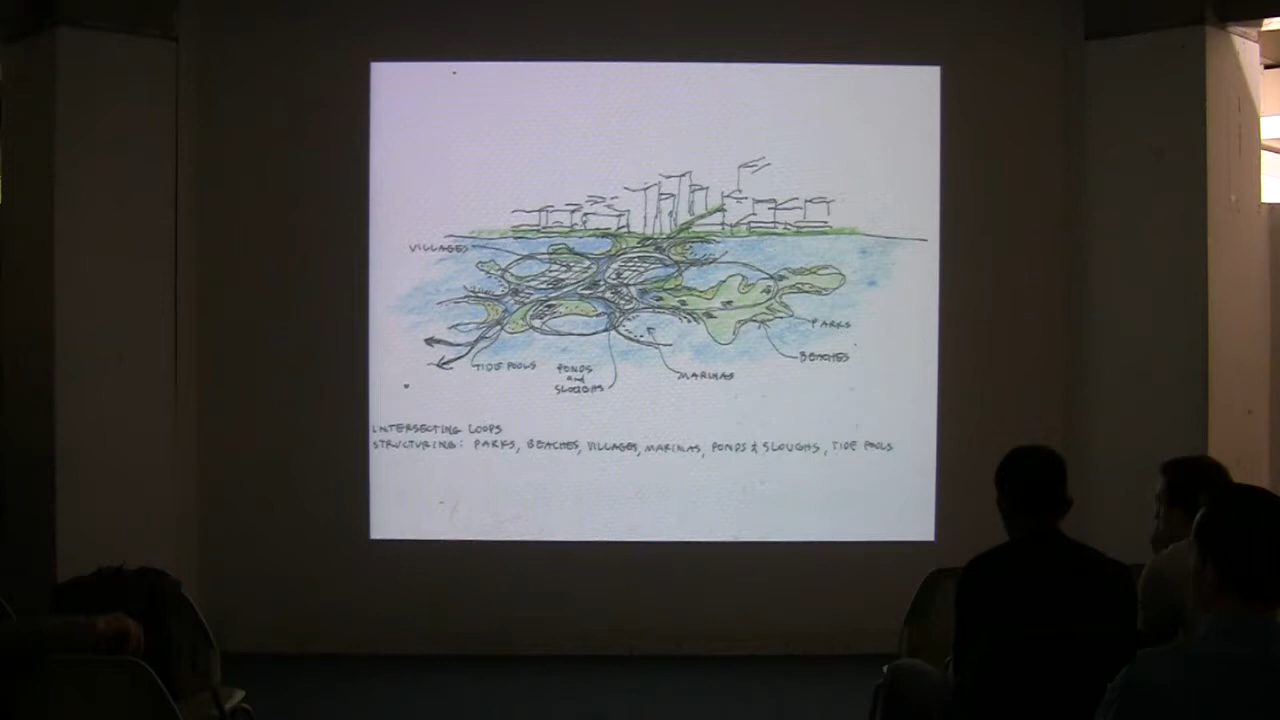 VILLAGES
PARKS
BEACHES
TIDE POOLS
PONDS
and
SLOUGHS
MARINAS
INTERSECTING LOOPS
STRUCTURING: PARKS, BEACHES, VILLAGES, MARINAS, PONDS & SLOUGHS, TIDE POOLS